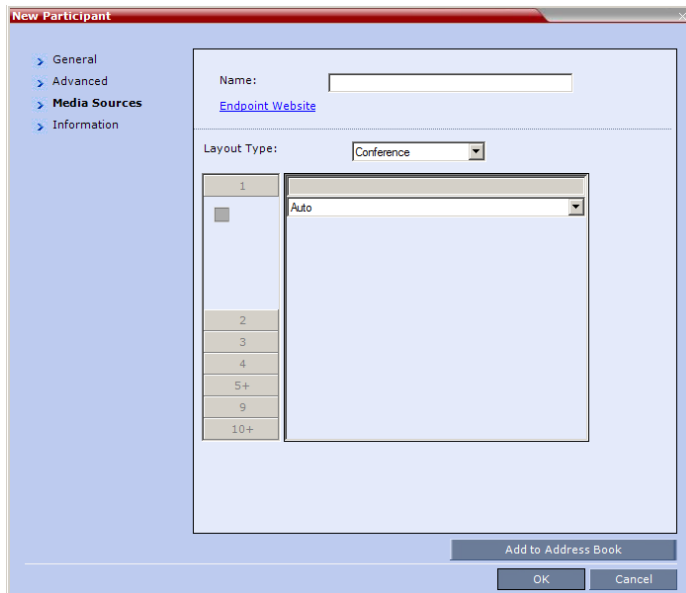 New Participant
General
Advanced
Media Sources
Information
Name:
Endpoint Website
Layout Type:
Conference
1
Auto
2
3
4
5+
9
10+
Add to Address Book
OK
Cancel